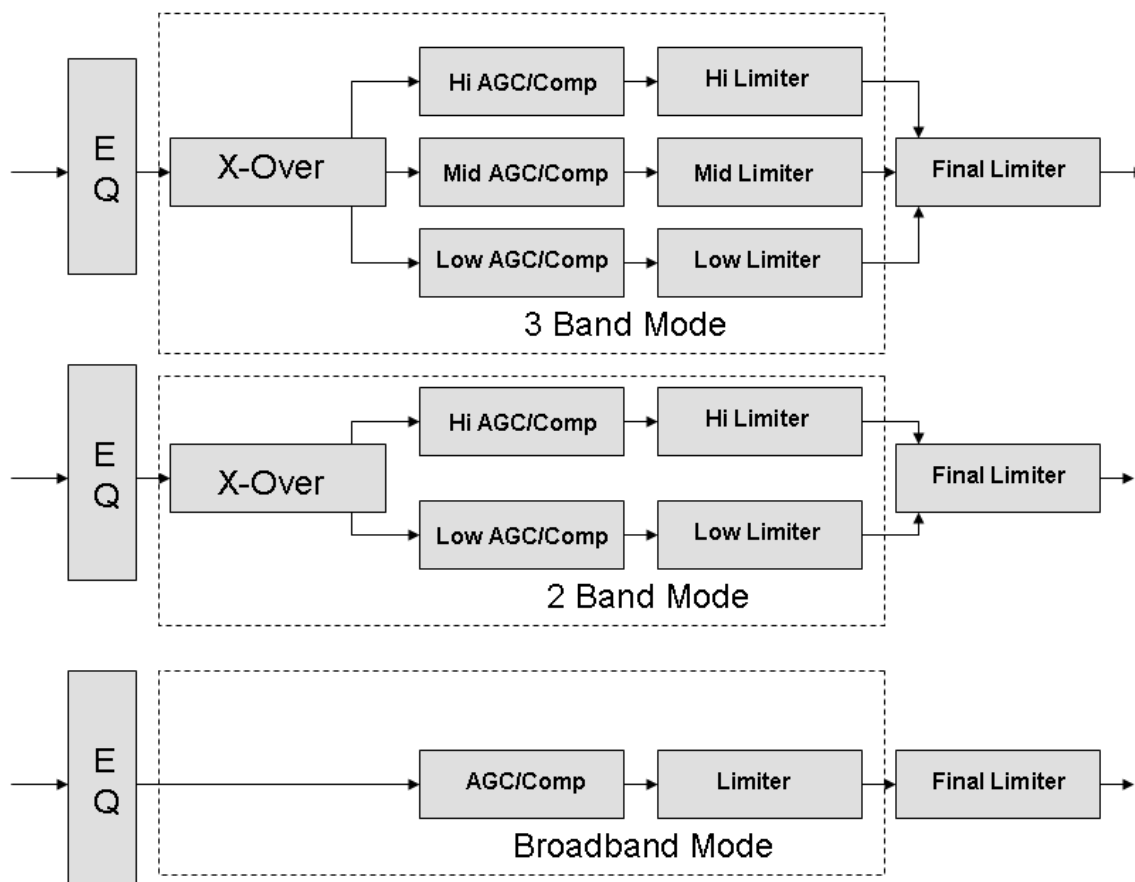 E
Q
X-Over
Hi AGC/Comp
Hi Limiter
Mid AGC/Comp
Mid Limiter
Low AGC/Comp
Low Limiter
Final Limiter
3 Band Mode
E
Q
X-Over
Hi AGC/Comp
Hi Limiter
Low AGC/Comp
Low Limiter
Final Limiter
2 Band Mode
E
Q
AGC/Comp
Limiter
Final Limiter
Broadband Mode